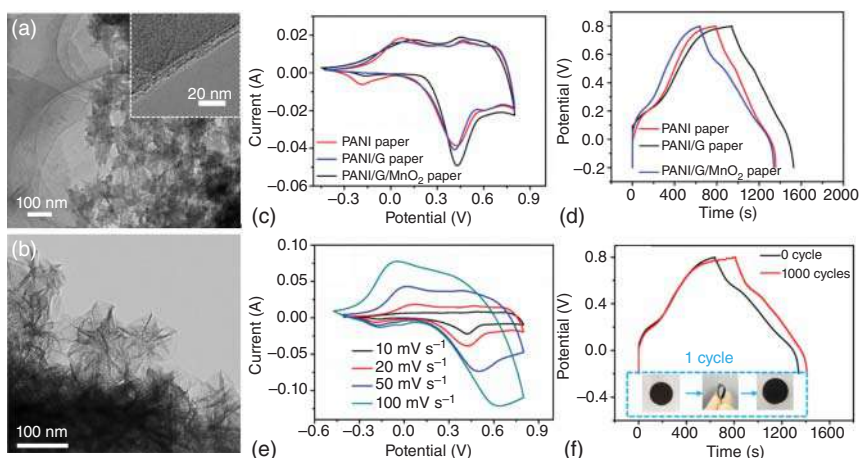 (a)
20 nm
100 nm
(b)
100 nm
0.02
0.00
−0.02
−0.04
−0.06
Current (A)
PANI paper
PANI/G paper
PANI/G/MnO₂ paper
−0.3 0.0 0.3 0.6 0.9
(c)
Potential (V)
0.8
0.6
0.4
0.2
0.0
−0.2
Potential (V)
PANI paper
PANI/G paper
PANI/G/MnO₂ paper
0 400 800 1200 1600
(d)
Time (s)
0.10
0.05
0.00
−0.05
−0.10
Current (A)
10 mV s⁻¹
20 mV s⁻¹
50 mV s⁻¹
100 mV s⁻¹
−0.6 −0.3 0.0 0.3 0.6 0.9
(e)
Potential (V)
0.8
0.4
0.0
−0.4
Potential (V)
0 cycle
1000 cycles
1 cycle
0 400 800 1200 1600
(f)
Time (s)